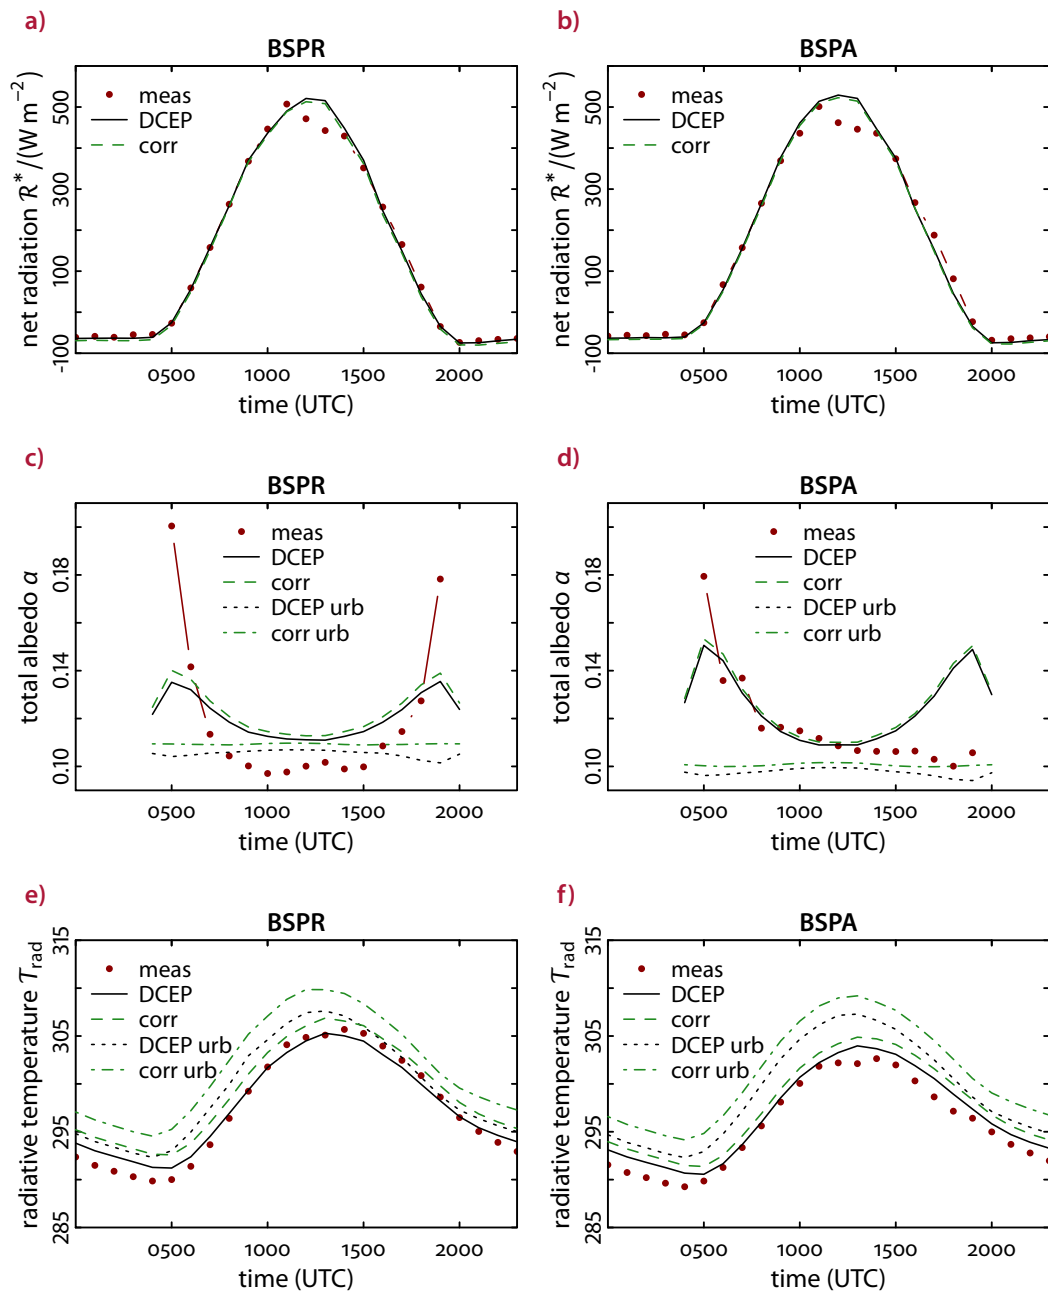 a)
BSPR
net radiation R*/(W m−2)
500
300
100
-100
meas
DCEP
corr
0500 1000 1500 2000
time (UTC)
b)
BSPA
net radiation R*/(W m−2)
500
300
100
-100
meas
DCEP
corr
0500 1000 1500 2000
time (UTC)
c)
BSPR
total albedo α
0.18
0.14
0.10
meas
DCEP
corr
DCEP urb
corr urb
0500 1000 1500 2000
time (UTC)
d)
BSPA
total albedo α
0.18
0.14
0.10
meas
DCEP
corr
DCEP urb
corr urb
0500 1000 1500 2000
time (UTC)
e)
BSPR
radiative temperature Trad
315
305
295
285
meas
DCEP
corr
DCEP urb
corr urb
0500 1000 1500 2000
time (UTC)
f)
BSPA
radiative temperature Trad
315
305
295
285
meas
DCEP
corr
DCEP urb
corr urb
0500 1000 1500 2000
time (UTC)